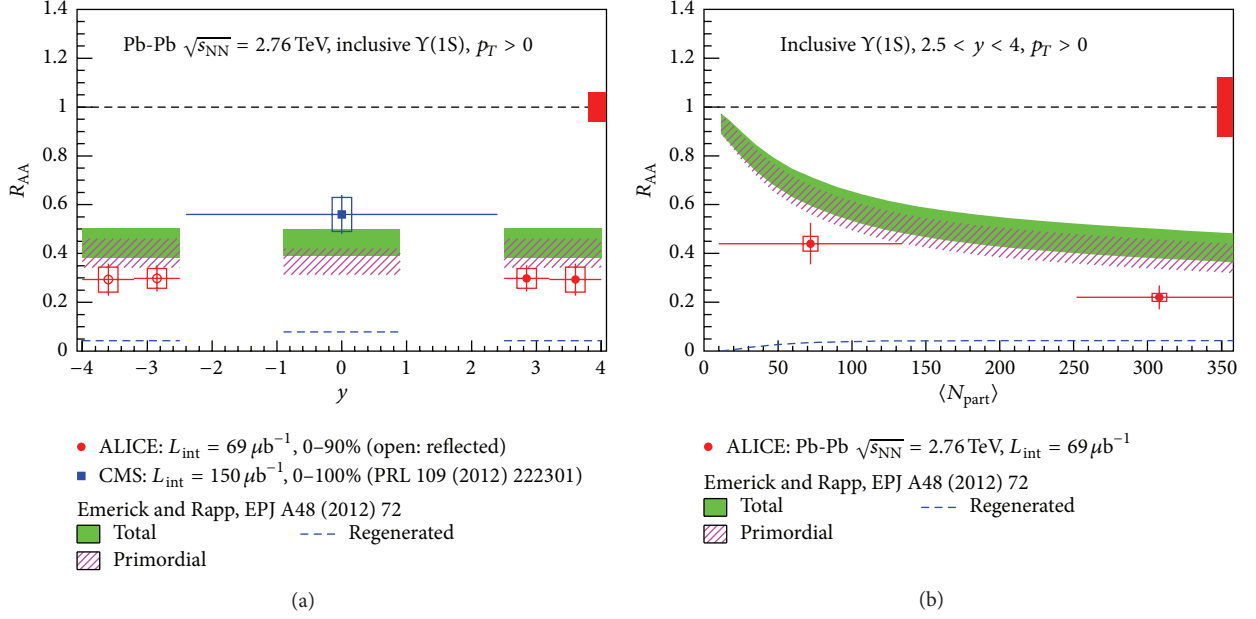 1.4
1.2
1
0.8
0.6
0.4
0.2
0
R_AA
Pb-Pb √s_NN = 2.76 TeV, inclusive ϒ(1S), p_T > 0
−4 −3 −2 −1 0 1 2 3 4
y
ALICE: L_int = 69 μb⁻¹, 0–90% (open: reflected)
CMS: L_int = 150 μb⁻¹, 0–100% (PRL 109 (2012) 222301)
Emerick and Rapp, EPJ A48 (2012) 72
Total Regenerated
Primordial
(a)
1.4
1.2
1
0.8
0.6
0.4
0.2
0
R_AA
Inclusive ϒ(1S), 2.5 < y < 4, p_T > 0
0 50 100 150 200 250 300 350
⟨N_part⟩
ALICE: Pb-Pb √s_NN = 2.76 TeV, L_int = 69 μb⁻¹
Emerick and Rapp, EPJ A48 (2012) 72
Total Regenerated
Primordial
(b)